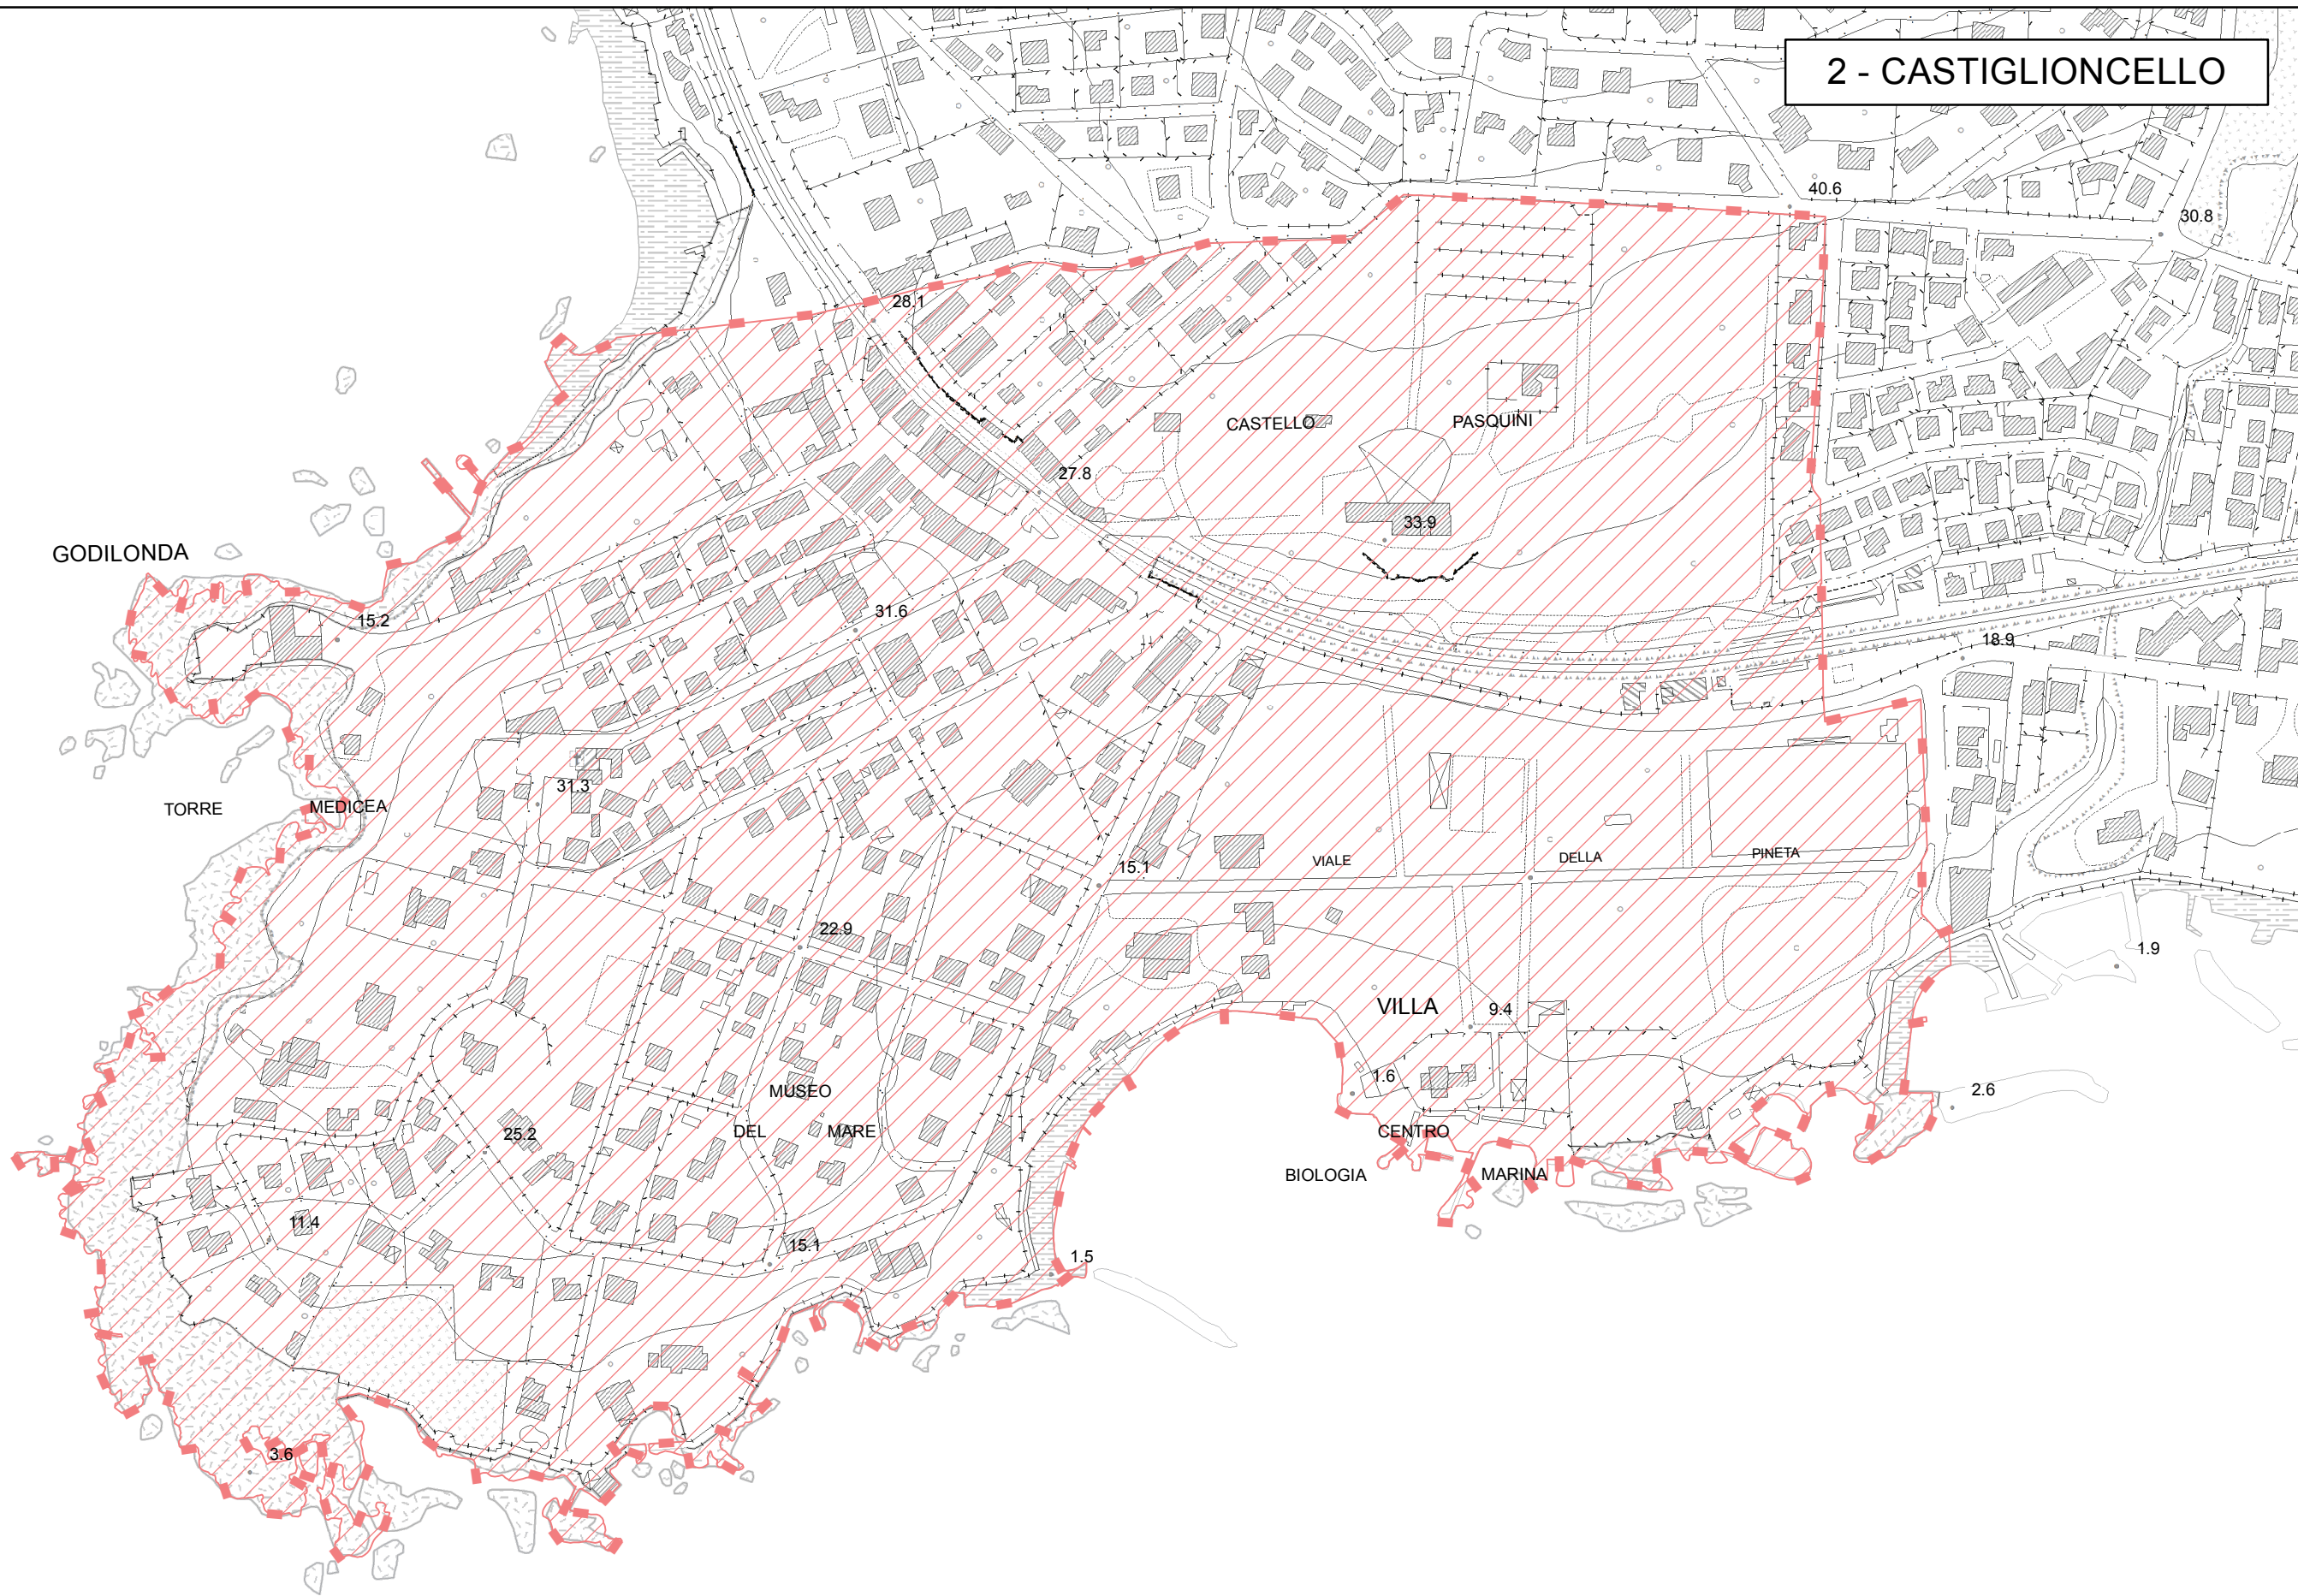 2 - CASTIGLIONCELLO
40.6
30.8
28.1
CASTELLO PASQUINI
27.8
33.9
GODILONDA
15.2
31.6
18.9
31.3
TORRE MEDICEA
VIALE DELLA PINETA
15.1
22.9
1.9
VILLA
9.4
1.6
2.6
MUSEO
DEL MARE
25.2
CENTRO
BIOLOGIA MARINA
11.4
15.1
1.5
3.6